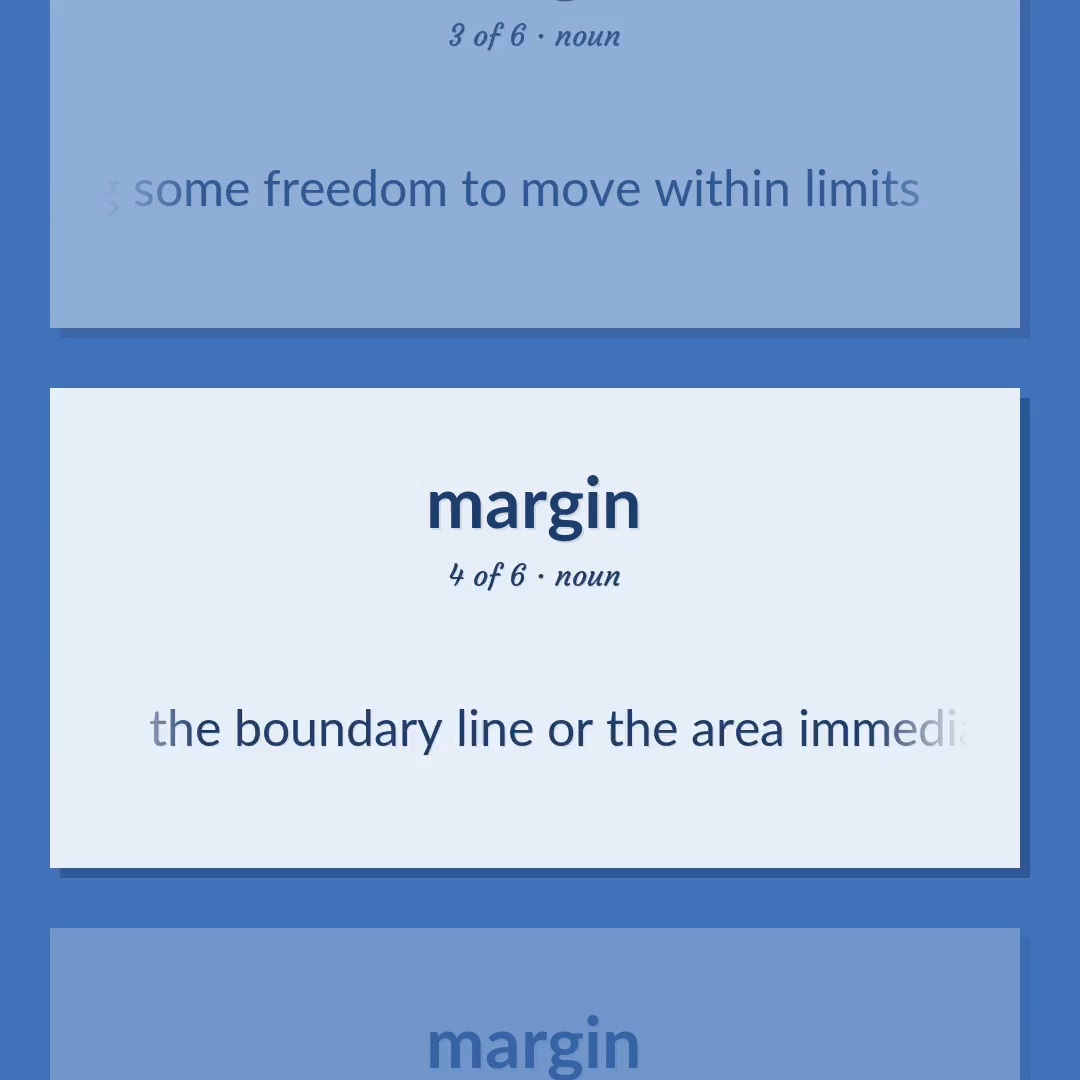 3 of 6 · noun
some freedom to move within limits
margin
4 of 6 · noun
the boundary line or the area
margin